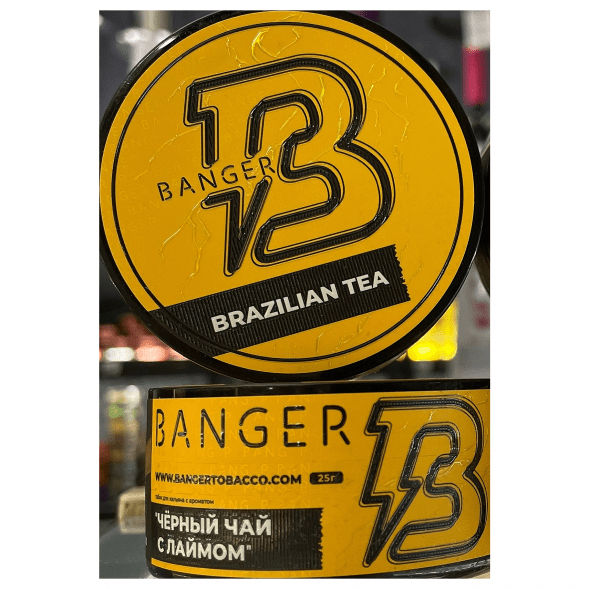 B
BANGER
BRAZILIAN TEA
BANGER
B
WWW.BANGERTOBACCO.COM 25г
табак для кальяна с ароматом
"ЧЁРНЫЙ ЧАЙ
С ЛАЙМОМ"